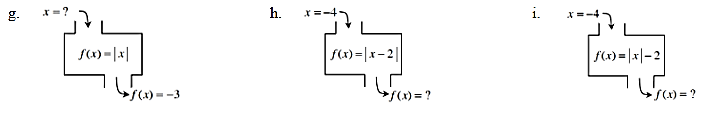 g. x = ? h. x = -4 i. x = -4
f(x) = |x| f(x) = |x - 2| f(x) = |x| - 2
f(x) = -3 f(x) = ? f(x) = ?